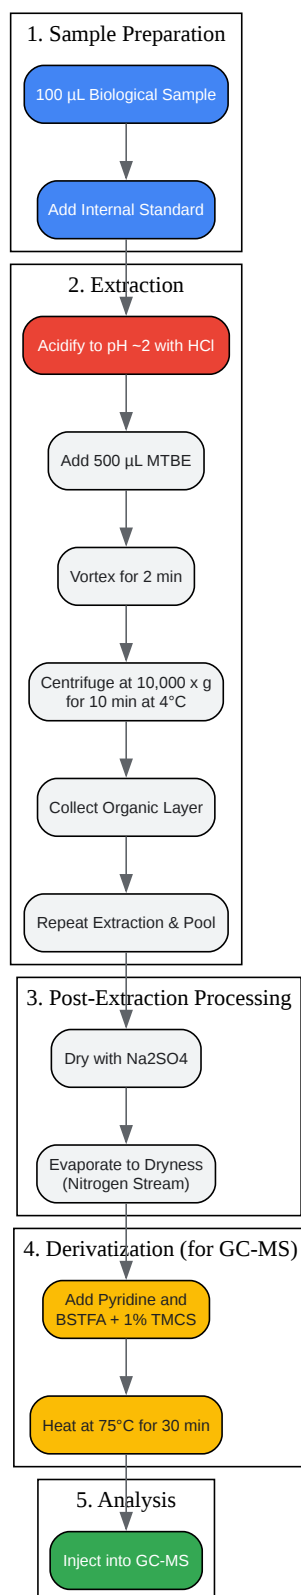 1. Sample Preparation
100 µL Biological Sample
Add Internal Standard
2. Extraction
Acidify to pH ~2 with HCl
Add 500 µL MTBE
Vortex for 2 min
Centrifuge at 10,000 x g
for 10 min at 4°C
Collect Organic Layer
Repeat Extraction & Pool
3. Post-Extraction Processing
Dry with Na2SO4
Evaporate to Dryness
(Nitrogen Stream)
4. Derivatization (for GC-MS)
Add Pyridine and
BSTFA + 1% TMCS
Heat at 75°C for 30 min
5. Analysis
Inject into GC-MS